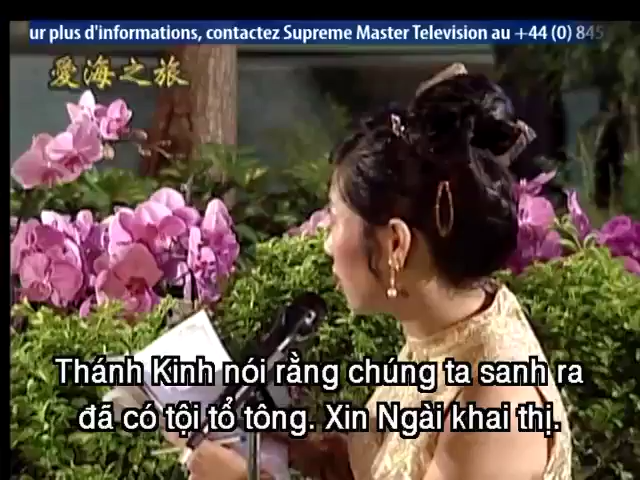 ur plus d'informations, contactez Supreme Master Television au +44 (0) 845
愛海之旅
Thánh Kinh nói rằng chúng ta sanh ra
đã có tội tổ tông. Xin Ngài khai thị.